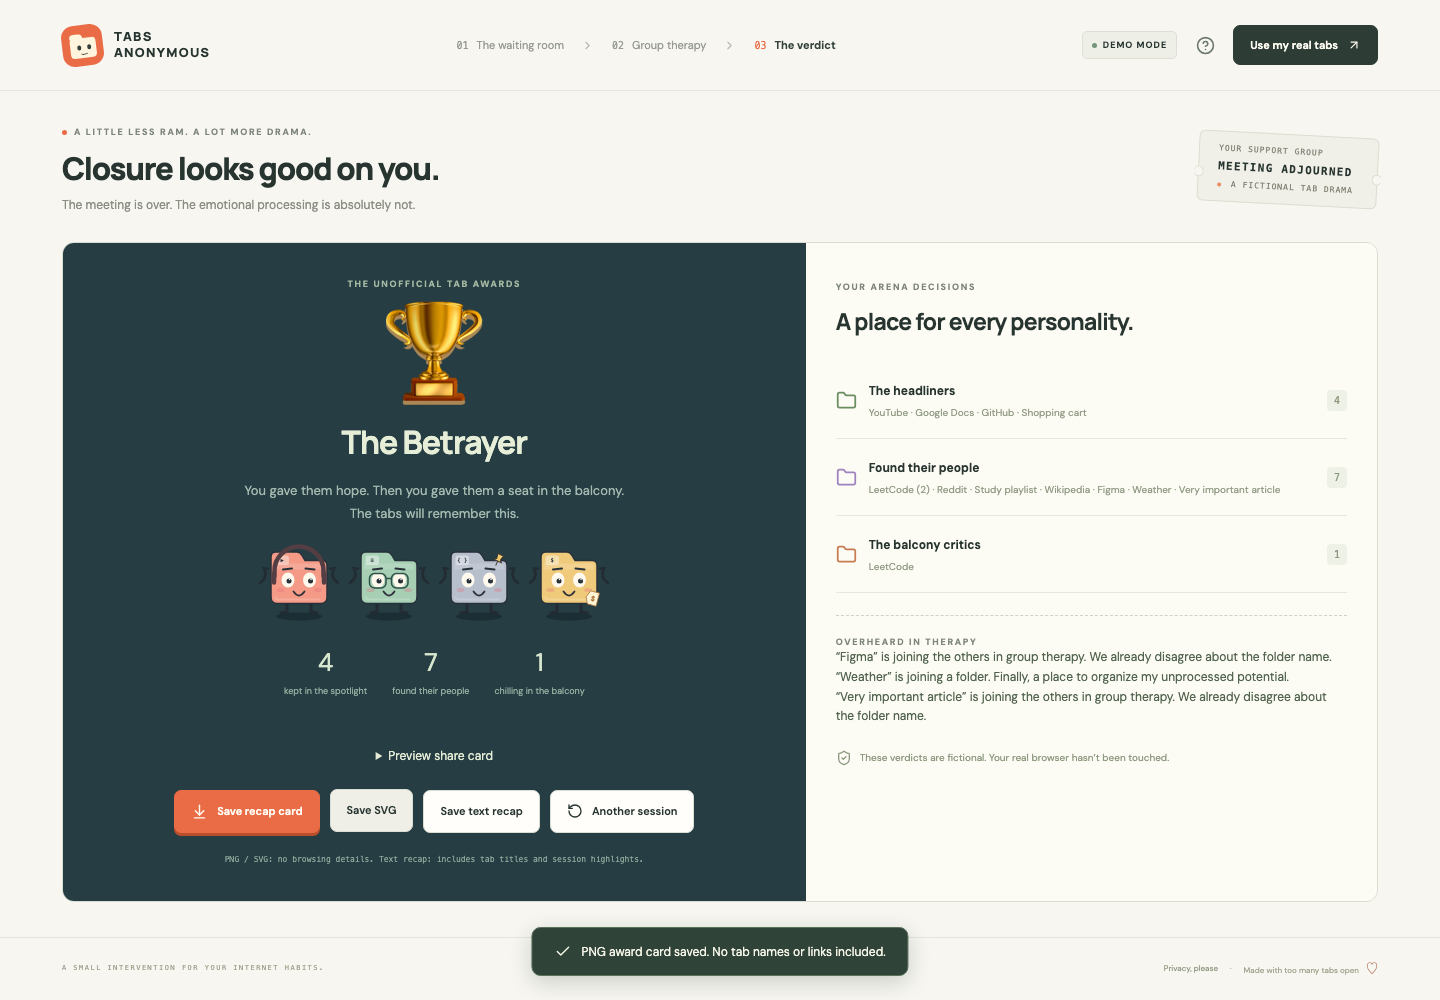 TABS
ANONYMOUS
01 The waiting room
02 Group therapy
03 The verdict
DEMO MODE
Use my real tabs
A LITTLE LESS RAM. A LOT MORE DRAMA.
Closure looks good on you.
The meeting is over. The emotional processing is absolutely not.
YOUR SUPPORT GROUP
MEETING ADJOURNED
A FICTIONAL TAB DRAMA
THE UNOFFICIAL TAB AWARDS
The Betrayer
You gave them hope. Then you gave them a seat in the balcony.
The tabs will remember this.
{ }
$
$
4
kept in the spotlight
7
found their people
1
chilling in the balcony
Preview share card
Save recap card
Save SVG
Save text recap
Another session
PNG / SVG: no browsing details. Text recap: includes tab titles and session highlights.
YOUR ARENA DECISIONS
A place for every personality.
The headliners
YouTube · Google Docs · GitHub · Shopping cart
4
Found their people
LeetCode (2) · Reddit · Study playlist · Wikipedia · Figma · Weather · Very important article
7
The balcony critics
LeetCode
1
OVERHEARD IN THERAPY
“Figma” is joining the others in group therapy. We already disagree about the folder name.
“Weather” is joining a folder. Finally, a place to organize my unprocessed potential.
“Very important article” is joining the others in group therapy. We already disagree about
the folder name.
These verdicts are fictional. Your real browser hasn’t been touched.
PNG award card saved. No tab names or links included.
A SMALL INTERVENTION FOR YOUR INTERNET HABITS.
Privacy, please · Made with too many tabs open